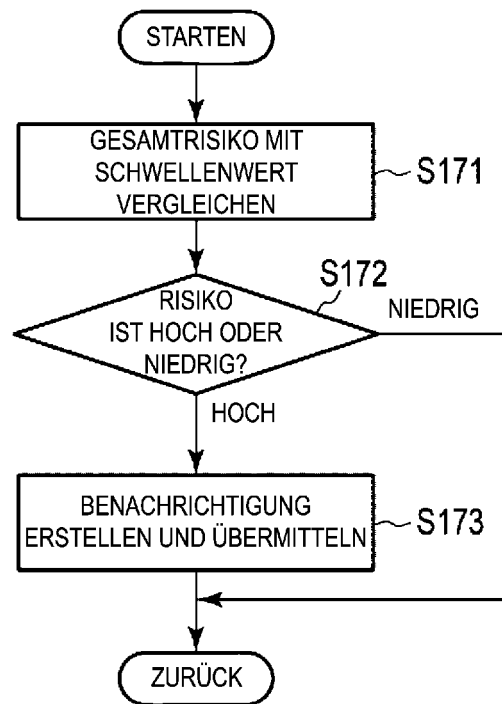 STARTEN
GESAMTRISIKO MIT
SCHWELLENWERT
VERGLEICHEN
S171
S172
RISIKO
IST HOCH ODER
NIEDRIG?
NIEDRIG
HOCH
BENACHRICHTIGUNG
ERSTELLEN UND ÜBERMITTELN
S173
ZURÜCK